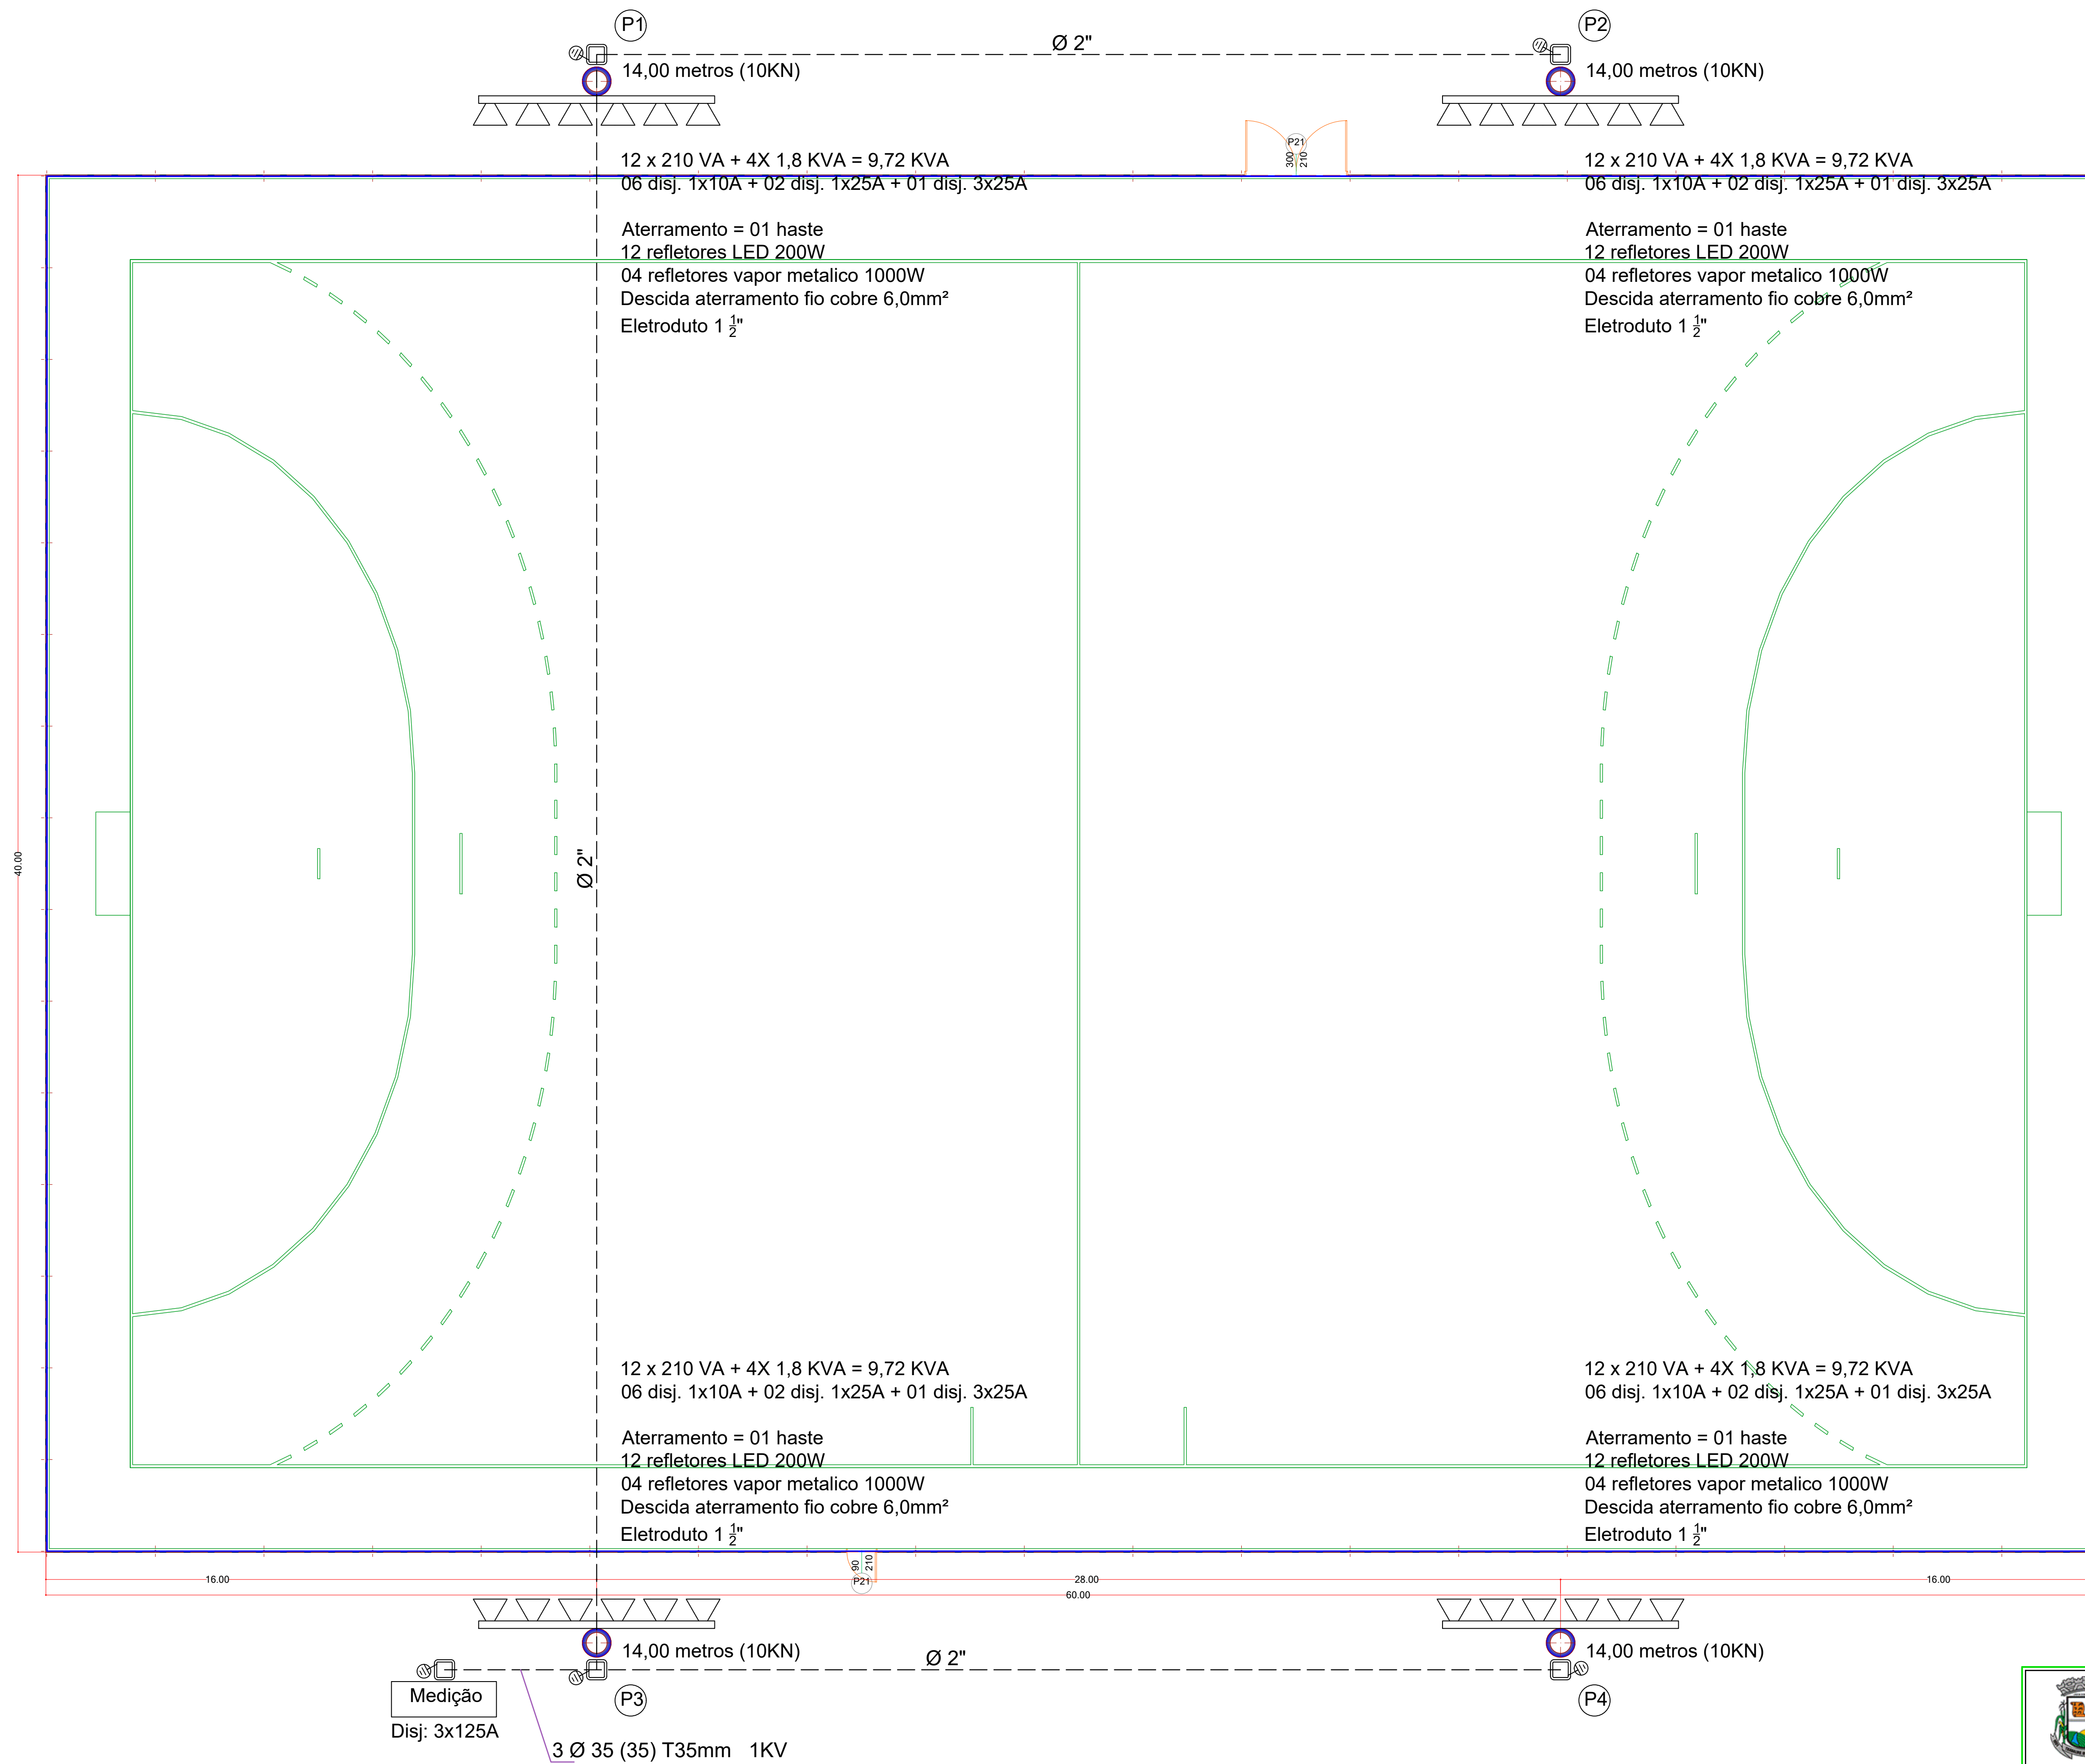 P1
P2
Ø 2"
14,00 metros (10KN)
14,00 metros (10KN)
P21
300
210
12 x 210 VA + 4X 1,8 KVA = 9,72 KVA
06 disj. 1x10A + 02 disj. 1x25A + 01 disj. 3x25A
Aterramento = 01 haste
12 refletores LED 200W
04 refletores vapor metalico 1000W
Descida aterramento fio cobre 6,0mm²
Eletroduto 1 1/2"
12 x 210 VA + 4X 1,8 KVA = 9,72 KVA
06 disj. 1x10A + 02 disj. 1x25A + 01 disj. 3x25A
Aterramento = 01 haste
12 refletores LED 200W
04 refletores vapor metalico 1000W
Descida aterramento fio cobre 6,0mm²
Eletroduto 1 1/2"
40.00
Ø 2"
12 x 210 VA + 4X 1,8 KVA = 9,72 KVA
06 disj. 1x10A + 02 disj. 1x25A + 01 disj. 3x25A
Aterramento = 01 haste
12 refletores LED 200W
04 refletores vapor metalico 1000W
Descida aterramento fio cobre 6,0mm²
Eletroduto 1 1/2"
12 x 210 VA + 4X 1,8 KVA = 9,72 KVA
06 disj. 1x10A + 02 disj. 1x25A + 01 disj. 3x25A
Aterramento = 01 haste
12 refletores LED 200W
04 refletores vapor metalico 1000W
Descida aterramento fio cobre 6,0mm²
Eletroduto 1 1/2"
90
210
P21
16.00
28.00
16.00
60.00
14,00 metros (10KN)
Ø 2"
14,00 metros (10KN)
Medição
P3
P4
Disj: 3x125A
3 Ø 35 (35) T35mm 1KV